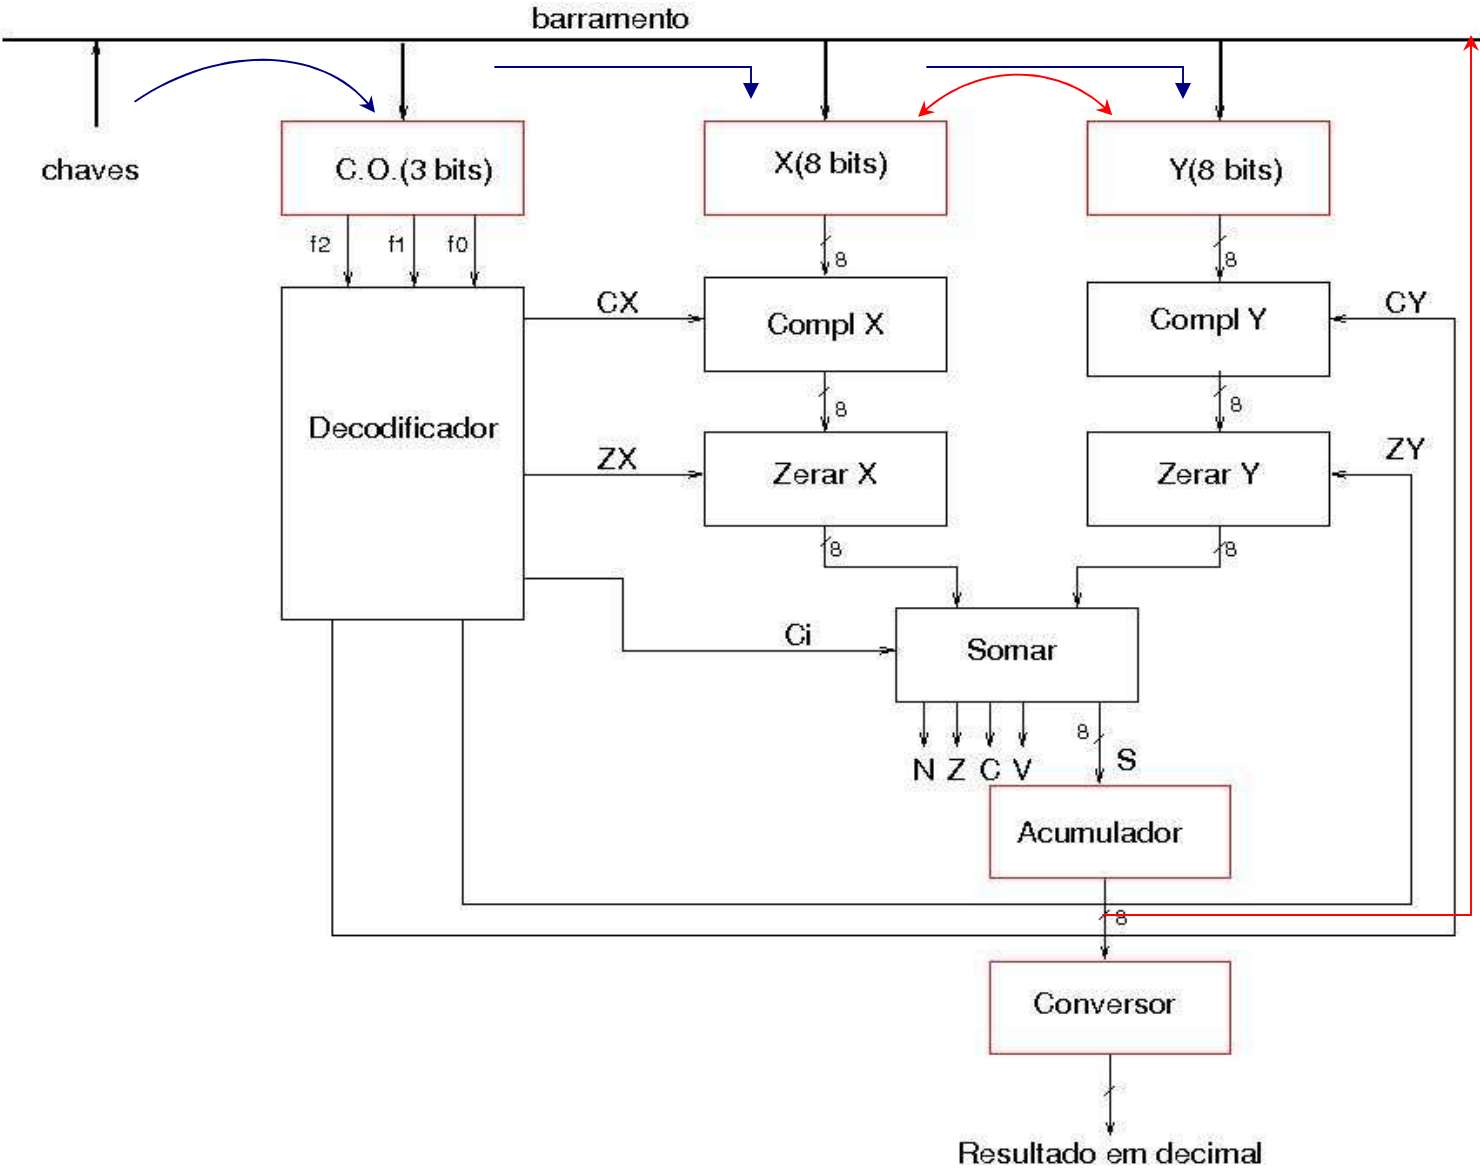 barramento
chaves
C.O.(3 bits)
X(8 bits)
Y(8 bits)
f2 f1 f0
8
8
CX
CY
Compl X
Compl Y
8
8
Decodificador
ZX
ZY
Zerar X
Zerar Y
8
8
Ci
Somar
8
N Z C V
S
Acumulador
8
Conversor
Resultado em decimal